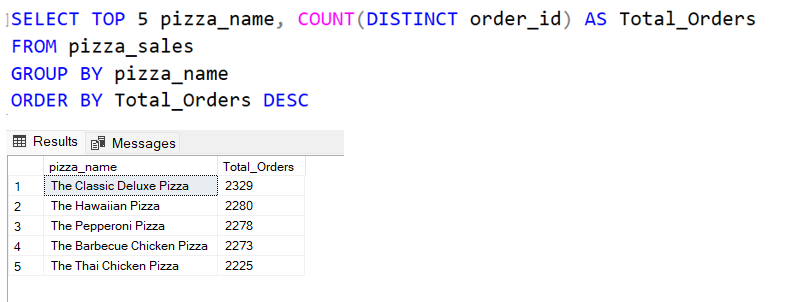 SELECT TOP 5 pizza_name, COUNT(DISTINCT order_id) AS Total_Orders
FROM pizza_sales
GROUP BY pizza_name
ORDER BY Total_Orders DESC
Results Messages
pizza_name Total_Orders
1 The Classic Deluxe Pizza 2329
2 The Hawaiian Pizza 2280
3 The Pepperoni Pizza 2278
4 The Barbecue Chicken Pizza 2273
5 The Thai Chicken Pizza 2225